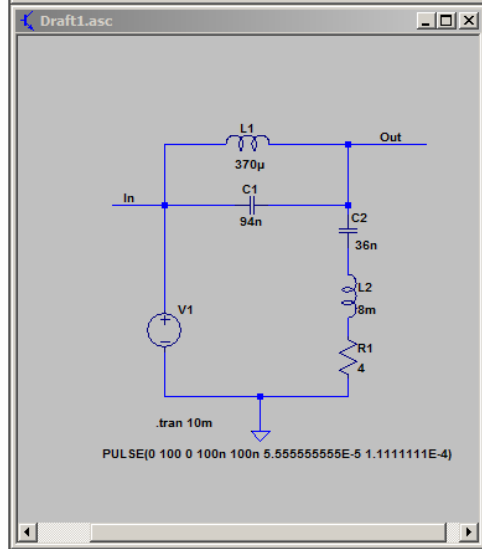 Draft1.asc
L1
Out
370µ
C1
In
94n
C2
36n
L2
V1
8m
R1
4
.tran 10m
PULSE(0 100 0 100n 100n 5.555555555E-5 1.1111111E-4)